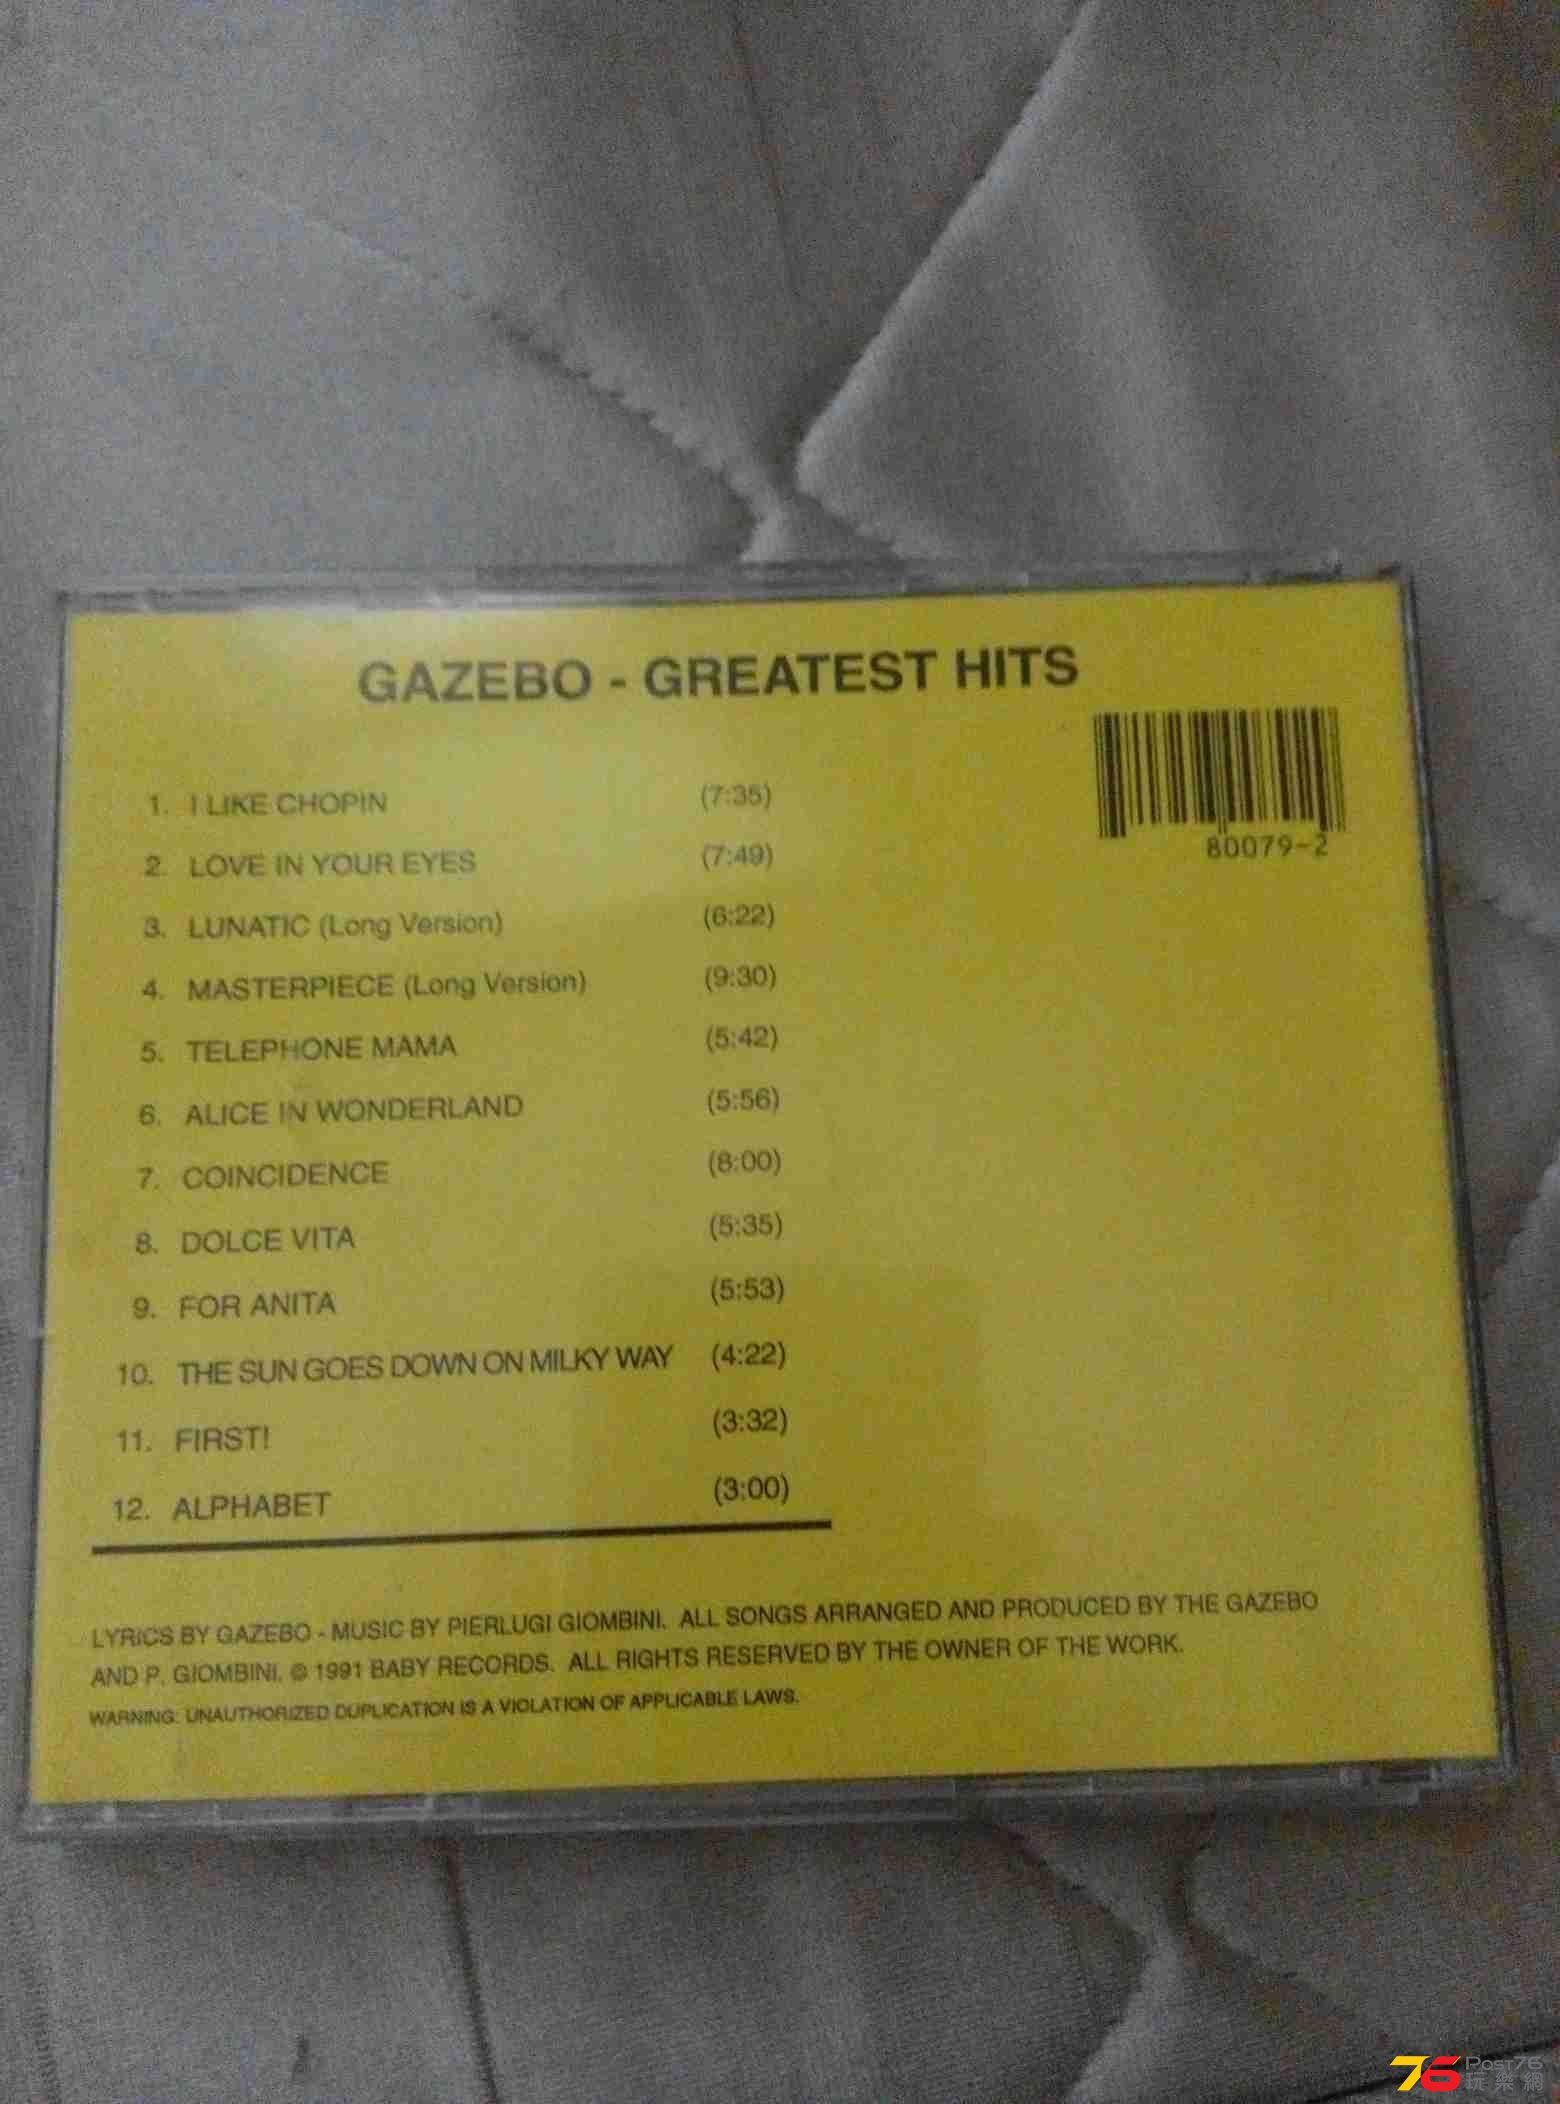 GAZEBO - GREATEST HITS
80079-2
1. I LIKE CHOPIN (7:35)
2. LOVE IN YOUR EYES (7:49)
3. LUNATIC (Long Version) (6:22)
4. MASTERPIECE (Long Version) (9:30)
5. TELEPHONE MAMA (5:42)
6. ALICE IN WONDERLAND (5:56)
7. COINCIDENCE (8:00)
8. DOLCE VITA (5:35)
9. FOR ANITA (5:53)
10. THE SUN GOES DOWN ON MILKY WAY (4:22)
11. FIRST! (3:32)
12. ALPHABET (3:00)
LYRICS BY GAZEBO - MUSIC BY PIERLUGI GIOMBINI. ALL SONGS ARRANGED AND PRODUCED BY THE GAZEBO
AND P. GIOMBINI. © 1991 BABY RECORDS. ALL RIGHTS RESERVED BY THE OWNER OF THE WORK.
WARNING: UNAUTHORIZED DUPLICATION IS A VIOLATION OF APPLICABLE LAWS.
76 Post76
玩樂網